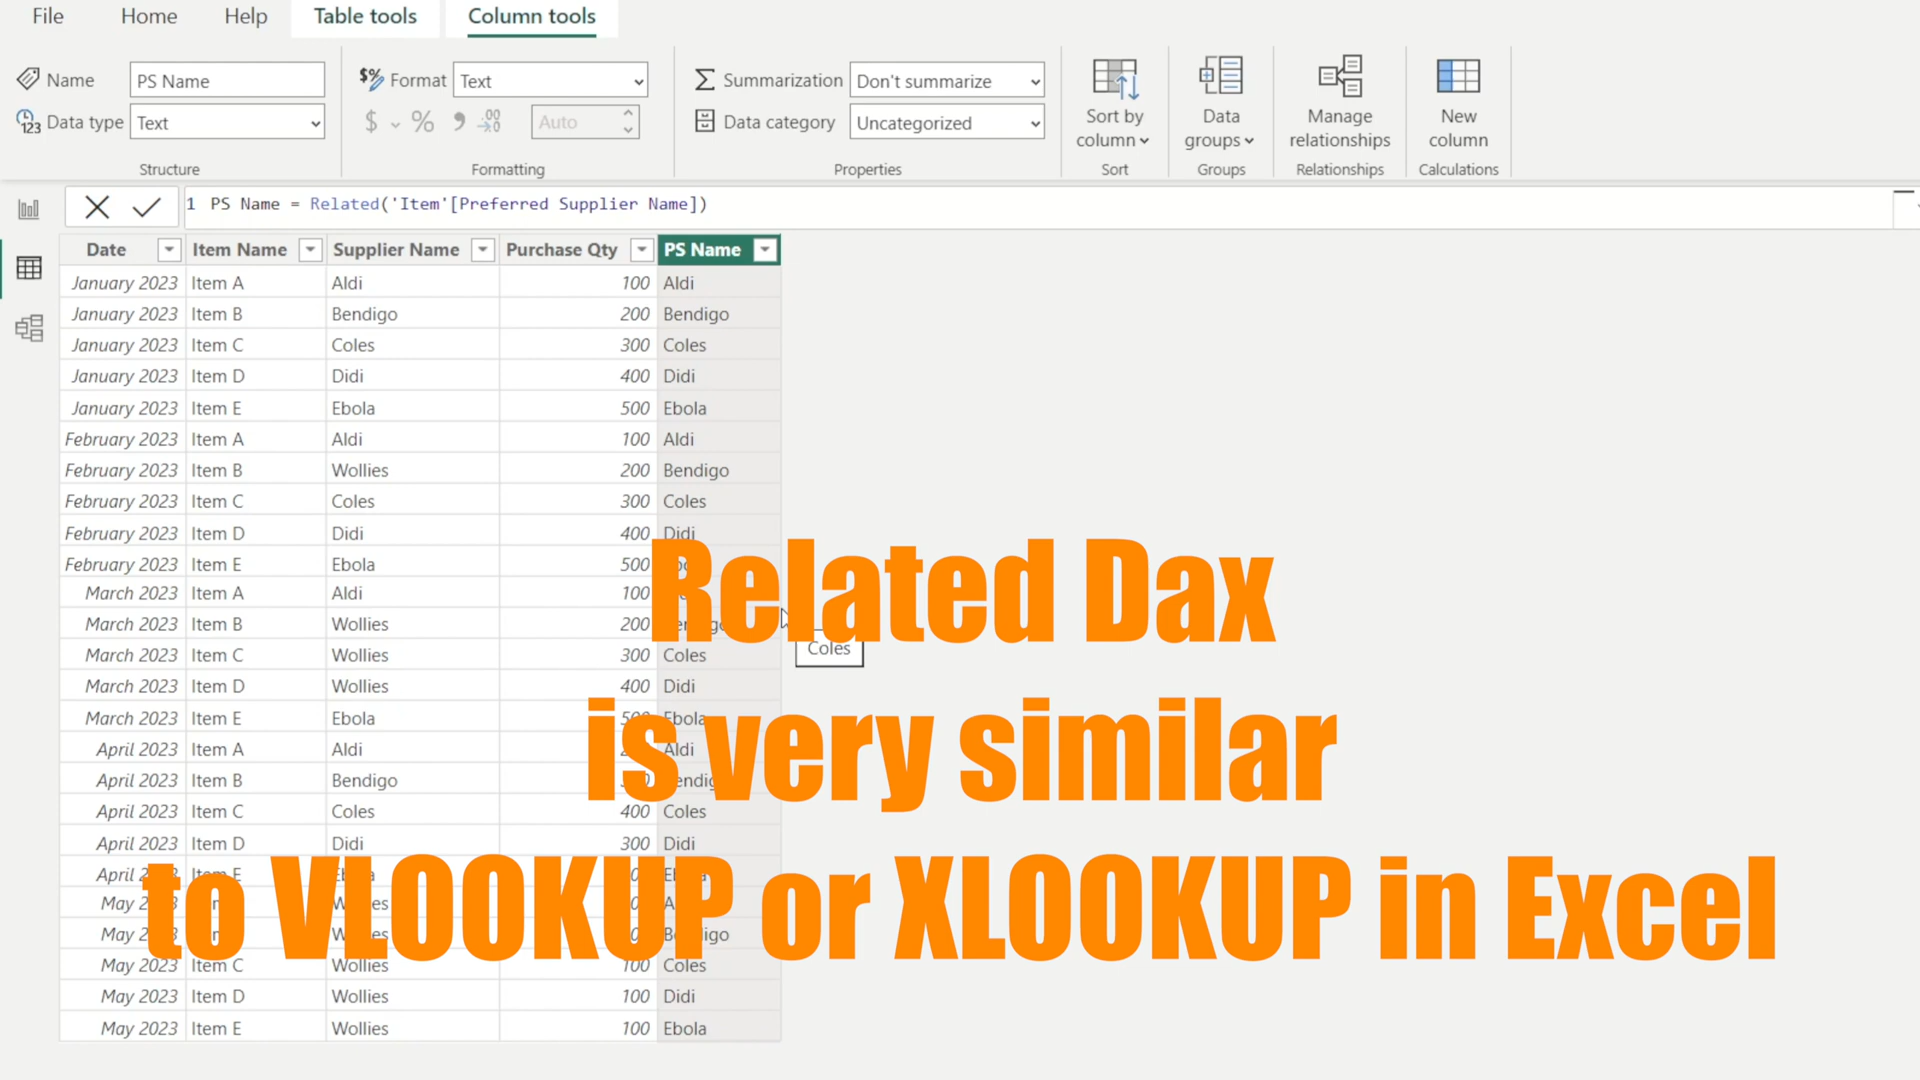 File Home Help Table tools Column tools
Name PS Name Format Text Summarization Don't summarize Sort by column Data groups Manage relationships New column
Data type Text $ % Auto Data category Uncategorized
Structure Formatting Properties Sort Groups Relationships Calculations
1 PS Name = Related('Item'[Preferred Supplier Name])
Date Item Name Supplier Name Purchase Qty PS Name
January 2023 Item A Aldi 100 Aldi
January 2023 Item B Bendigo 200 Bendigo
January 2023 Item C Coles 300 Coles
January 2023 Item D Didi 400 Didi
January 2023 Item E Ebola 500 Ebola
February 2023 Item A Aldi 100 Aldi
February 2023 Item B Wollies 200 Bendigo
February 2023 Item C Coles 300 Coles
February 2023 Item D Didi 400 Didi
February 2023 Item E Ebola 500
March 2023 Item A Aldi 100
March 2023 Item B Wollies 200
March 2023 Item C Wollies 300 Coles
March 2023 Item D Wollies 400 Didi
March 2023 Item E Ebola Ebola
April 2023 Item A Aldi Aldi
April 2023 Item B Bendigo
April 2023 Item C Coles 400 Coles
April 2023 Item D Didi 300 Didi
April
May
May
May 2023 Item C Wollies 100 Coles
May 2023 Item D Wollies 100 Didi
May 2023 Item E Wollies 100 Ebola
Coles
Related Dax
is very similar
to VLOOKUP or XLOOKUP in Excel